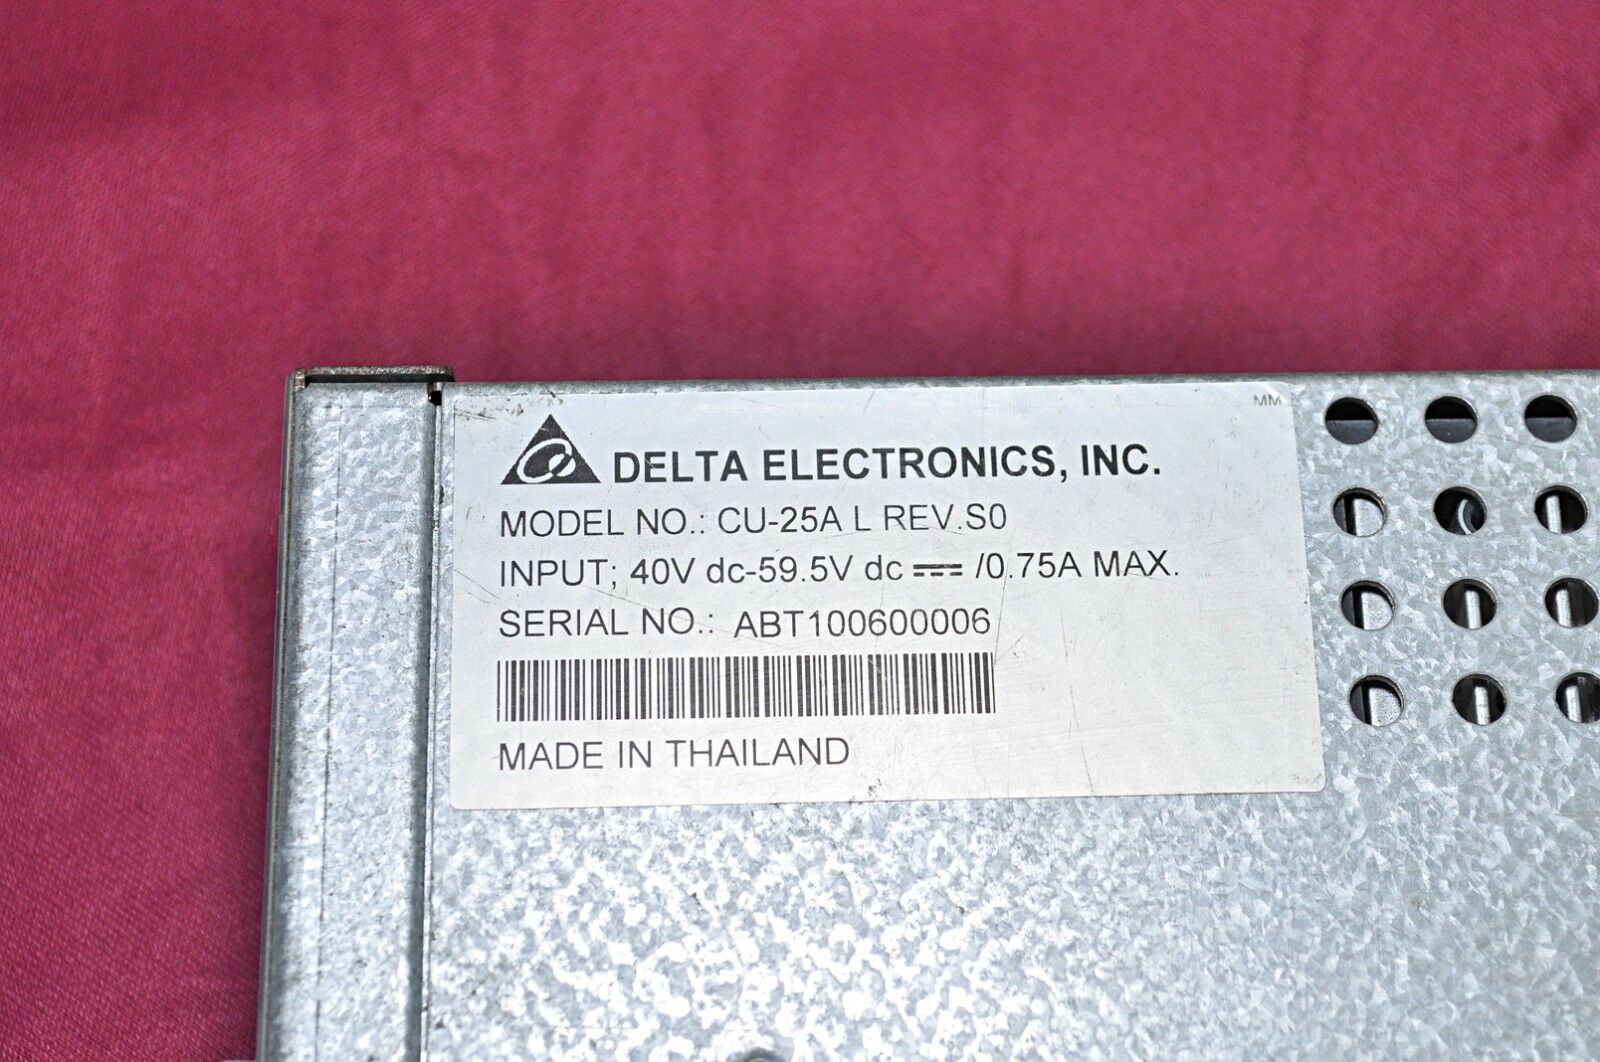 MM
DELTA ELECTRONICS, INC.
MODEL NO.: CU-25A L REV.S0
INPUT; 40V dc-59.5V dc ⎓ /0.75A MAX.
SERIAL NO.: ABT100600006
MADE IN THAILAND